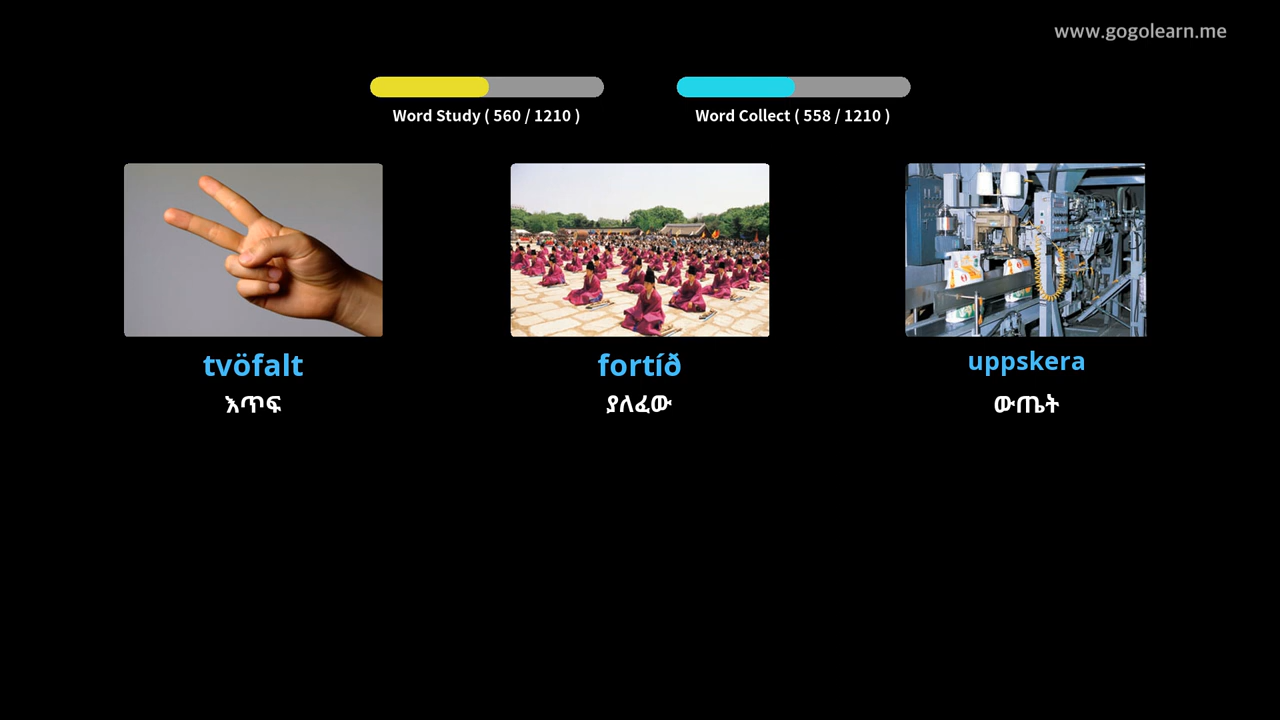 www.gogolearn.me
Word Study ( 560 / 1210 )
Word Collect ( 558 / 1210 )
tvöfalt
fortíð
uppskera
እጥፍ
ያለፈው
ውጤት